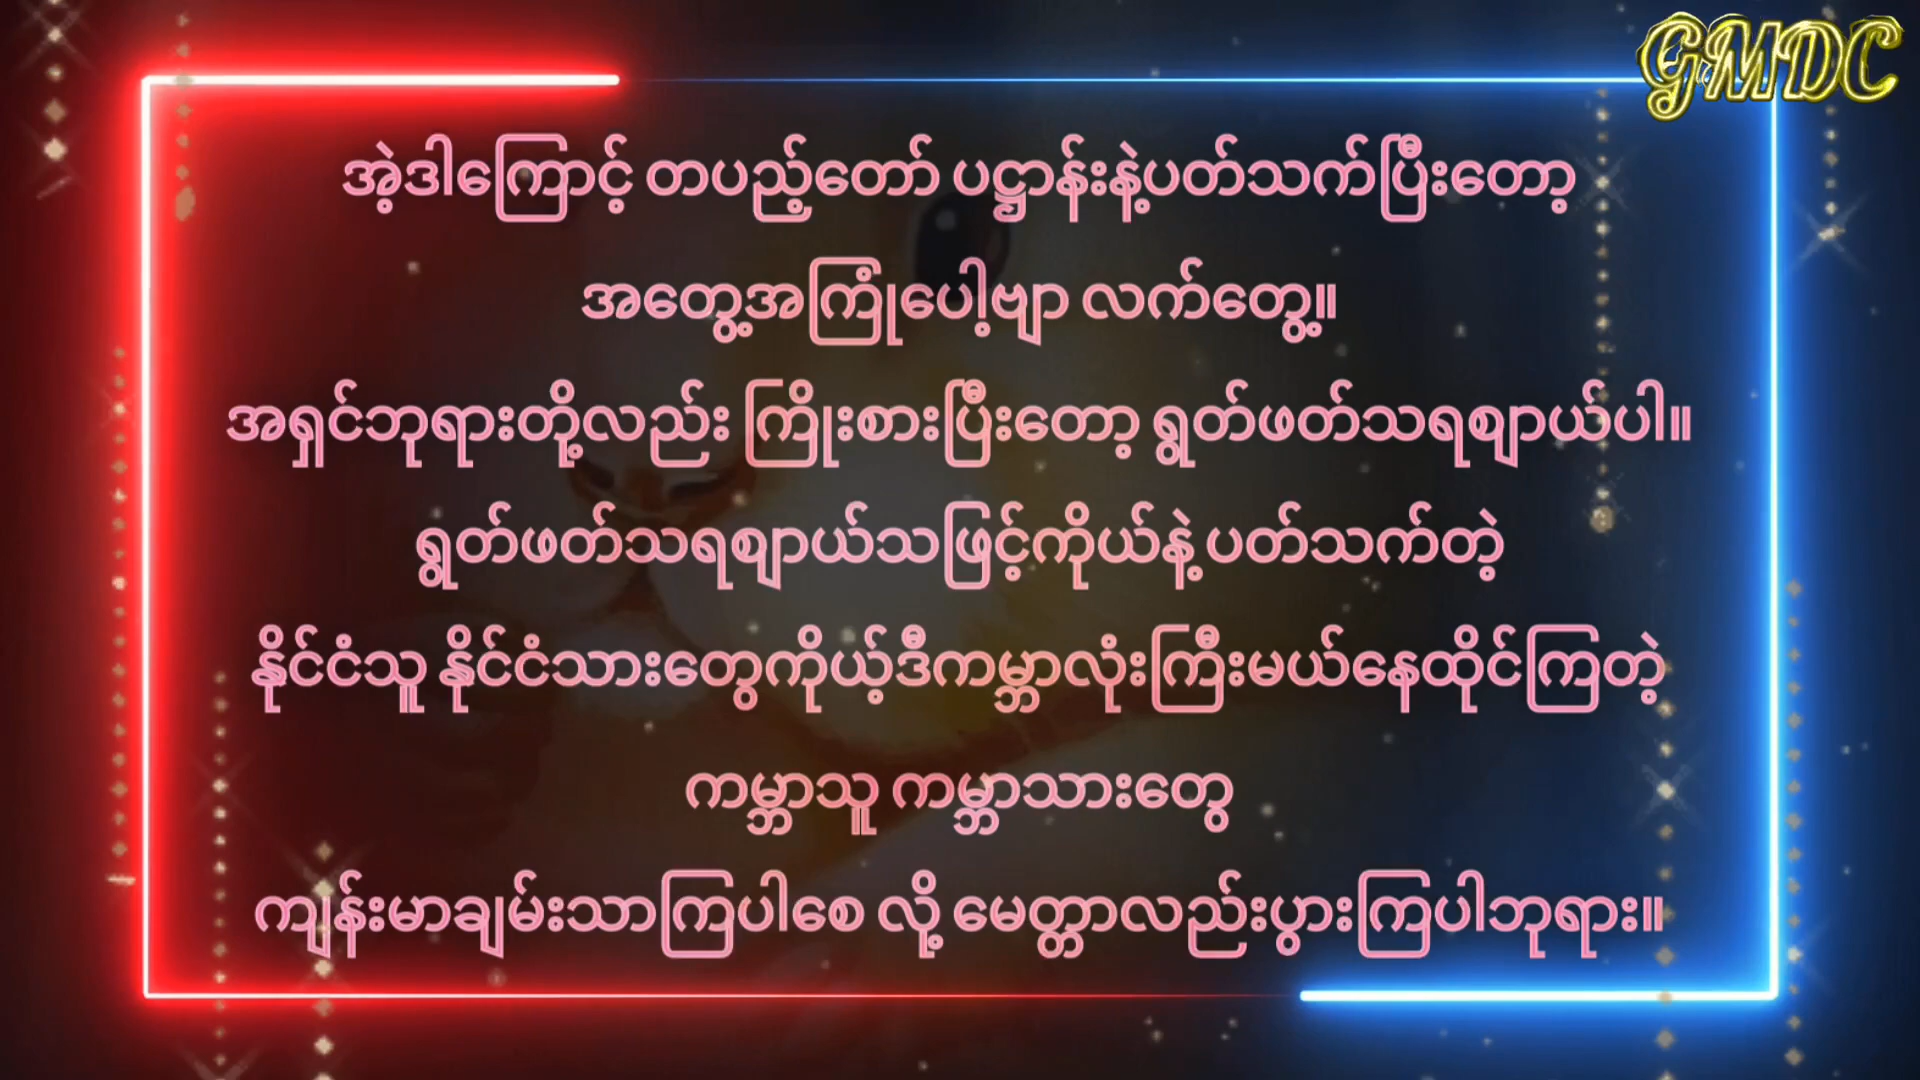 GMDC
အဲ့ဒါကြောင့် တပည့်တော် ပဋ္ဌာန်းနဲ့ပတ်သက်ပြီးတော့
အတွေ့အကြုံပေါ့ဗျာ လက်တွေ့။
အရှင်ဘုရားတို့လည်း ကြိုးစားပြီးတော့ ရွတ်ဖတ်သရဈာယ်ပါ။
ရွတ်ဖတ်သရဈာယ်သဖြင့်ကိုယ်နဲ့ ပတ်သက်တဲ့
နိုင်ငံသူ နိုင်ငံသားတွေကိုယ့်ဒီကမ္ဘာလုံးကြီးမယ်နေထိုင်ကြတဲ့
ကမ္ဘာသူ ကမ္ဘာသားတွေ
ကျန်းမာချမ်းသာကြပါစေ လို့ မေတ္တာလည်းပွားကြပါဘုရား။